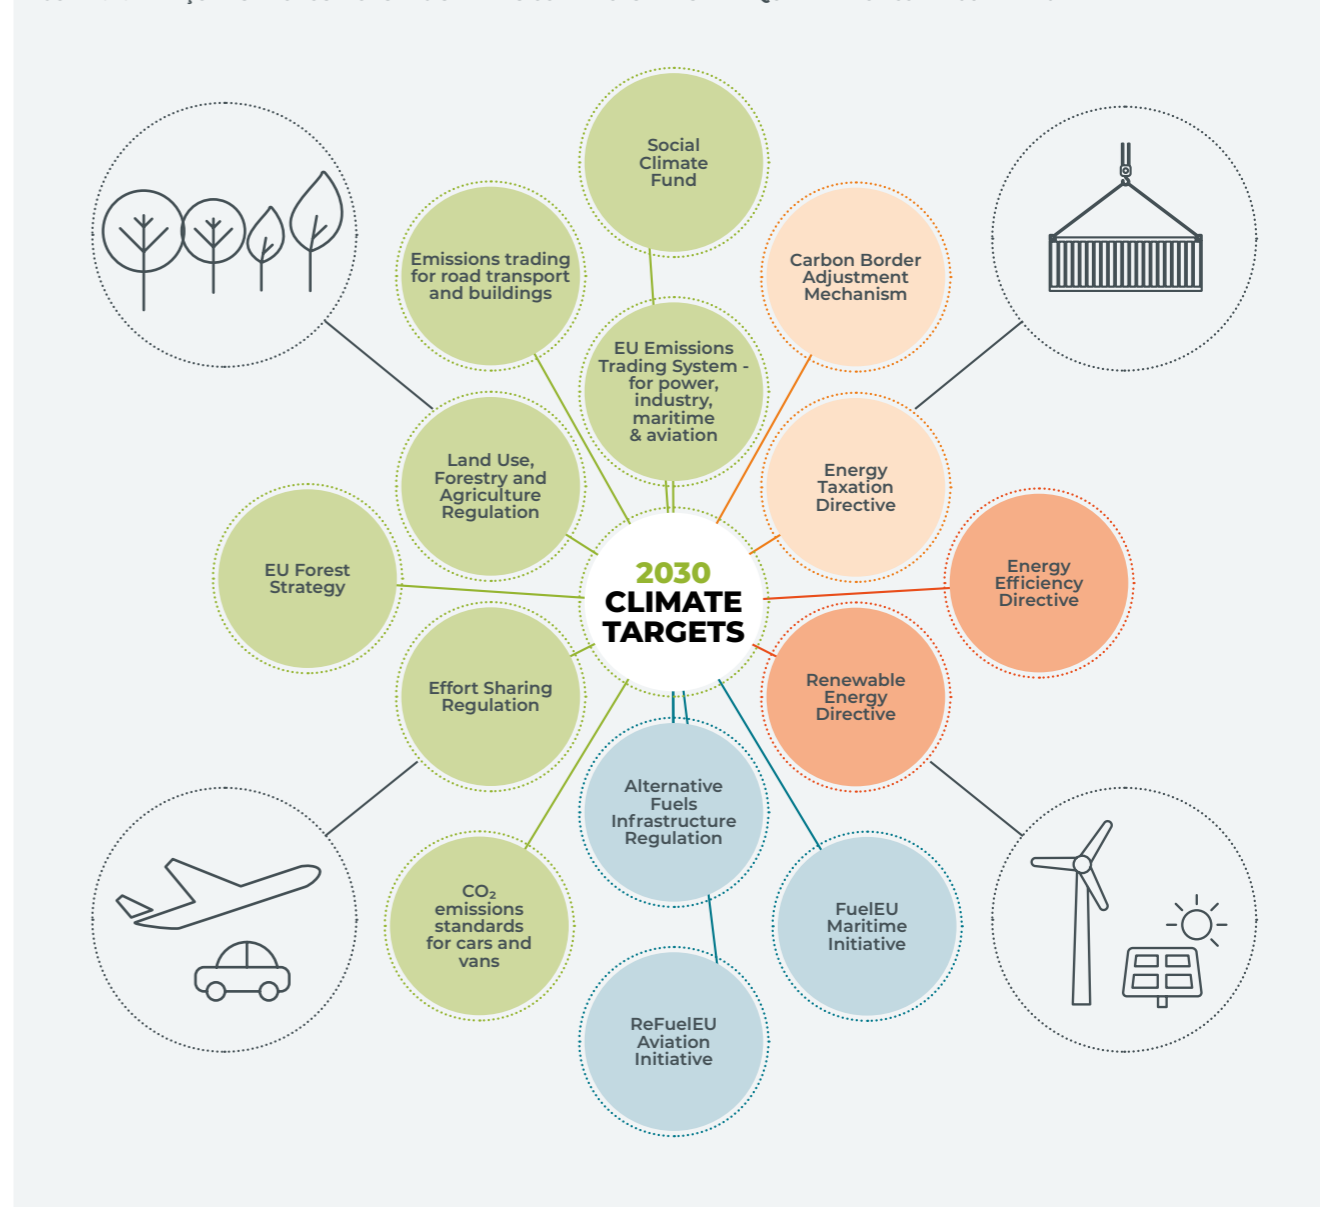 Social
Climate
Fund
Emissions trading
for road transport
and buildings
Carbon Border
Adjustment
Mechanism
EU Emissions
Trading System -
for power,
industry,
maritime
& aviation
Land Use,
Forestry and
Agriculture
Regulation
Energy
Taxation
Directive
EU Forest
Strategy
Energy
Efficiency
Directive
2030
CLIMATE
TARGETS
Effort Sharing
Regulation
Renewable
Energy
Directive
Alternative
Fuels
Infrastructure
Regulation
CO₂
emissions
standards
for cars and
vans
FuelEU
Maritime
Initiative
ReFuelEU
Aviation
Initiative